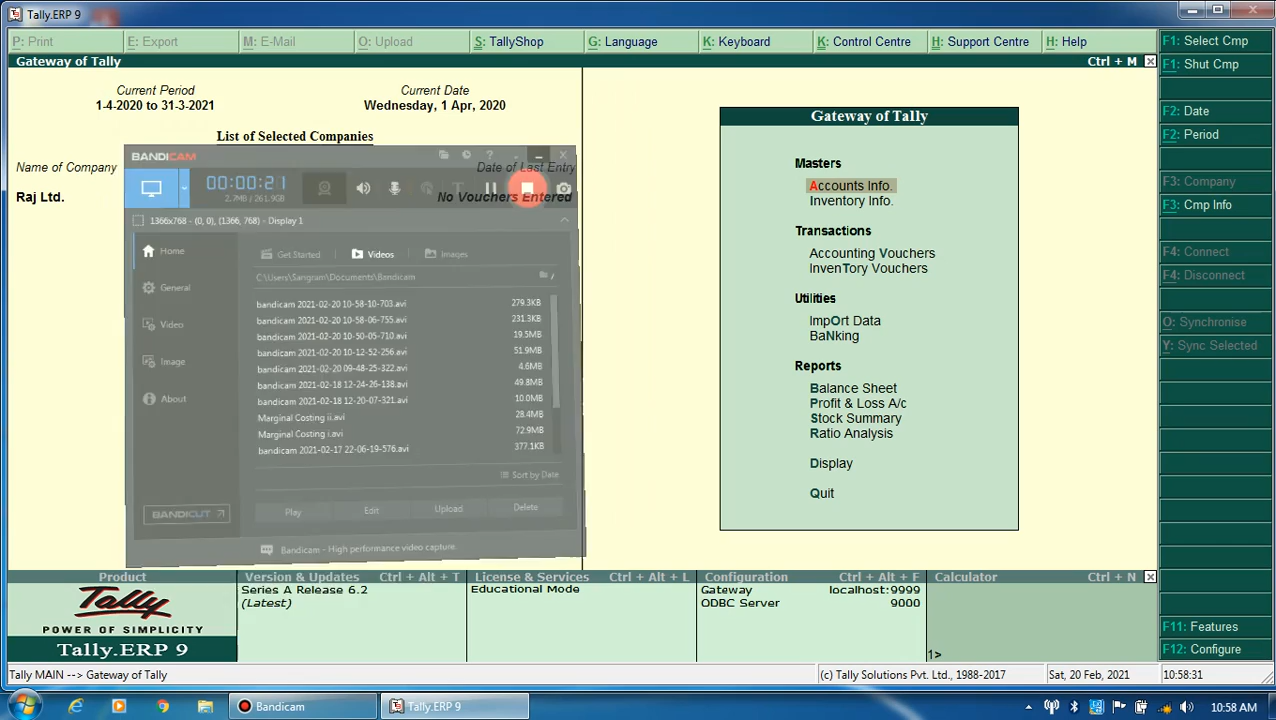 Tally.ERP 9
P: Print
E: Export
M: E-Mail
O: Upload
S: TallyShop
G: Language
K: Keyboard
K: Control Centre
H: Support Centre
H: Help
Gateway of Tally
Ctrl + M
Current Period
1-4-2020 to 31-3-2021
Current Date
Wednesday, 1 Apr, 2020
List of Selected Companies
Name of Company
Date of Last Entry
Raj Ltd.
No Vouchers Entered
BANDICAM
00:00:21
2.7MB / 261.9GB
1366x768 - (0, 0), (1366, 768) - Display 1
Home
General
Video
Image
About
BANDICUT
Get Started
Videos
Images
C:\Users\Sangram\Documents\Bandicam
bandicam 2021-02-20 10-58-10-703.avi 279.3KB
bandicam 2021-02-20 10-58-06-755.avi 231.3KB
bandicam 2021-02-20 10-50-05-710.avi 19.5MB
bandicam 2021-02-20 10-12-52-256.avi 51.9MB
bandicam 2021-02-20 09-48-25-322.avi 4.6MB
bandicam 2021-02-18 12-24-26-138.avi 49.8MB
bandicam 2021-02-18 12-20-07-321.avi 10.0MB
Marginal Costing ii.avi 28.4MB
Marginal Costing i.avi 72.9MB
bandicam 2021-02-17 22-06-19-576.avi 377.1KB
Sort by Date
Play
Edit
Upload
Delete
Bandicam - High performance video capture.
Gateway of Tally
Masters
Accounts Info.
Inventory Info.
Transactions
Accounting Vouchers
InvenTory Vouchers
Utilities
ImpOrt Data
BaNking
Reports
Balance Sheet
Profit & Loss A/c
Stock Summary
Ratio Analysis
Display
Quit
F1: Select Cmp
F1: Shut Cmp
F2: Date
F2: Period
F3: Company
F3: Cmp Info
F4: Connect
F4: Disconnect
O: Synchronise
Y: Sync Selected
F11: Features
F12: Configure
Product
Tally
POWER OF SIMPLICITY
Tally.ERP 9
Version & Updates Ctrl + Alt + T
Series A Release 6.2
(Latest)
License & Services Ctrl + Alt + L
Educational Mode
Configuration Ctrl + Alt + F
Gateway localhost:9999
ODBC Server 9000
Calculator Ctrl + N
1>
Tally MAIN --> Gateway of Tally
(c) Tally Solutions Pvt. Ltd., 1988-2017
Sat, 20 Feb, 2021
10:58:31
Bandicam
Tally.ERP 9
10:58 AM